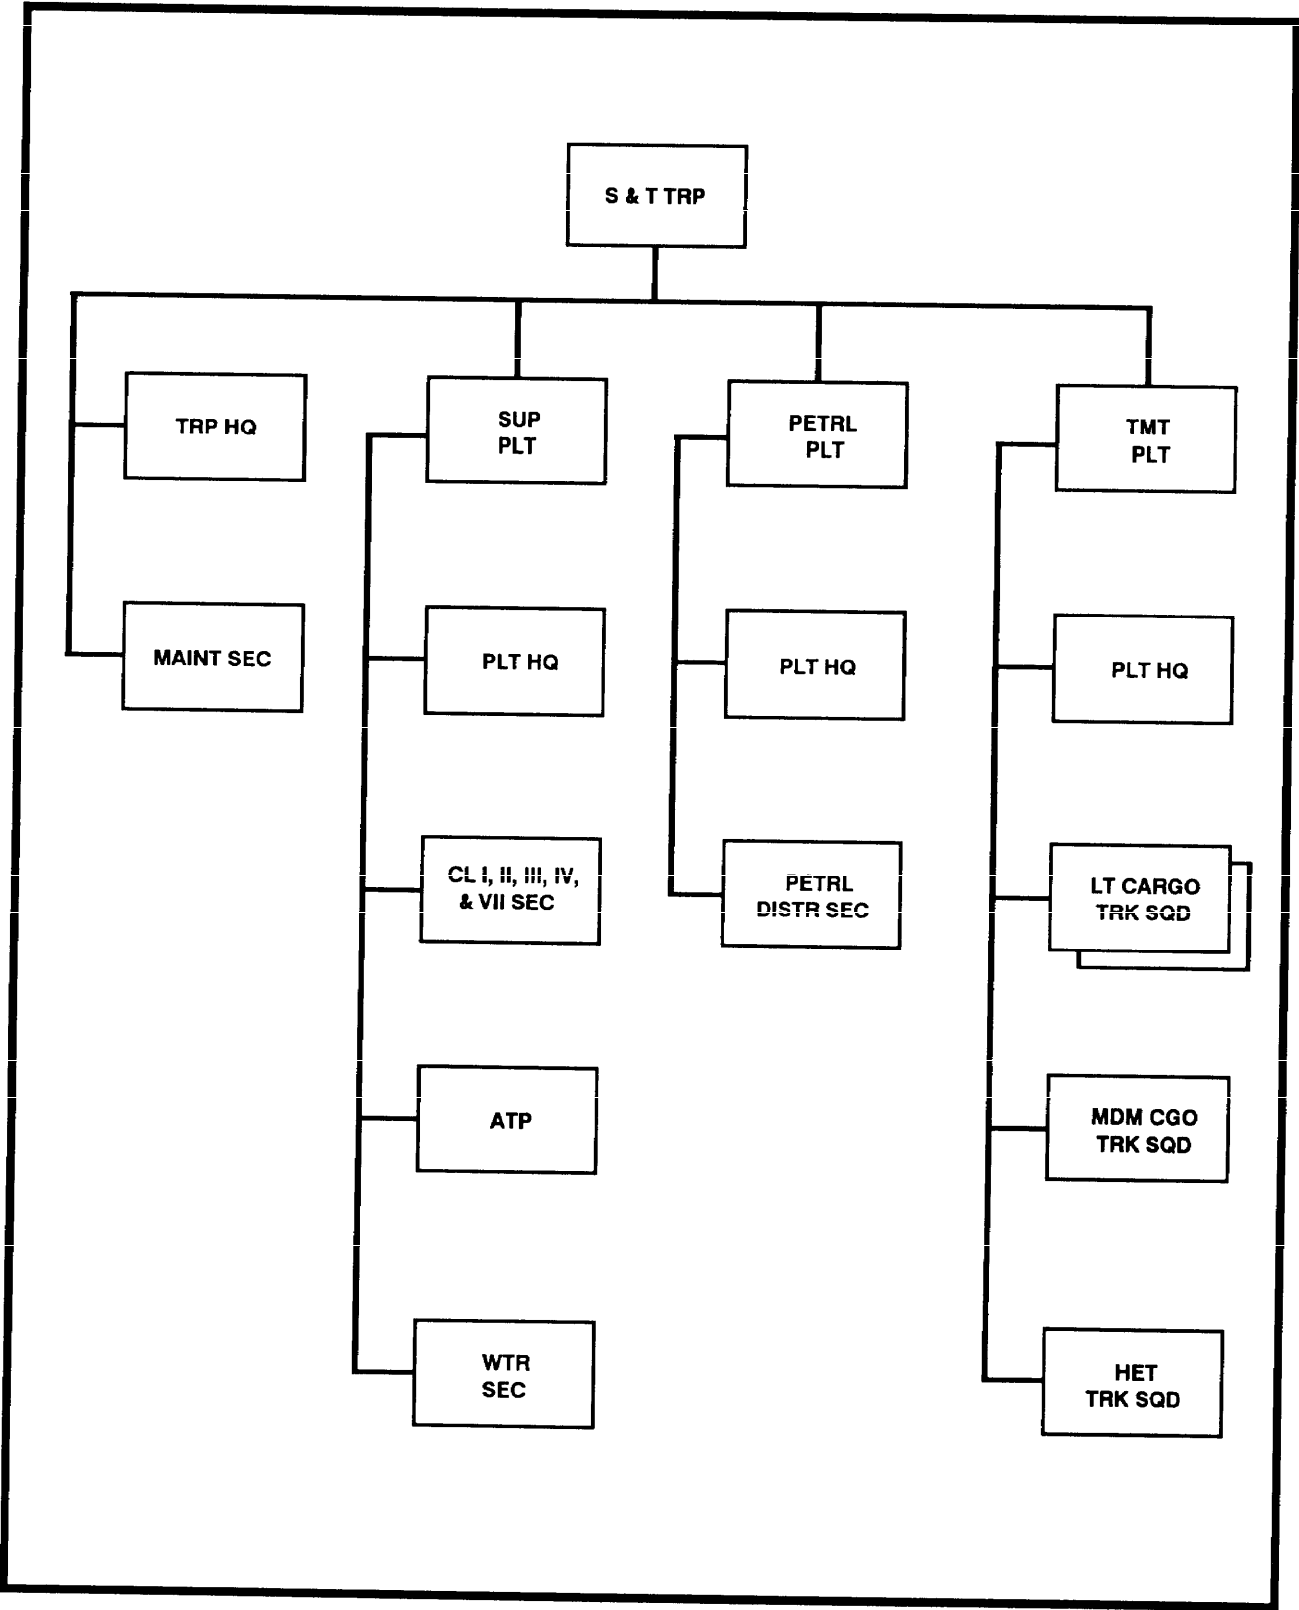 S & T TRP
TRP HQ
SUP
PLT
PETRL
PLT
TMT
PLT
MAINT SEC
PLT HQ
PLT HQ
PLT HQ
CL I, II, III, IV,
& VII SEC
PETRL
DISTR SEC
LT CARGO
TRK SQD
ATP
MDM CGO
TRK SQD
WTR
SEC
HET
TRK SQD